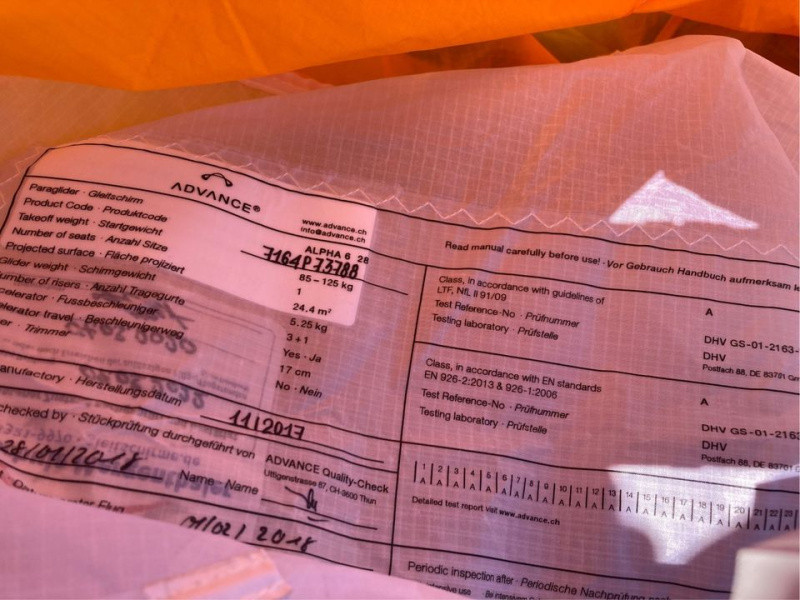 ADVANCE®
www.advance.ch
info@advance.ch
Paraglider · Gleitschirm ALPHA 6 28
Product Code · Produktcode 7164P73788
Takeoff weight · Startgewicht 85 – 125 kg
Number of seats · Anzahl Sitze 1
Projected surface · Fläche projiziert 24.4 m²
Glider weight · Schirmgewicht 5.25 kg
umber of risers · Anzahl Tragegurte 3 + 1
celerator · Fussbeschleuniger Yes · Ja
elerator travel · Beschleunigerweg 17 cm
er · Trimmer No · Nein
anufactory · Herstellungsdatum 11/2017
checked by · Stückprüfung durchgeführt von
ADVANCE Quality-Check
Uttigenstrasse 87, CH-3600 Thun
28/01/2018 Name · Name
Flug
/02/2018
Read manual carefully before use! · Vor Gebrauch Handbuch aufmerksam
Class, in accordance with guidelines of
LTF, NfL II 91/09 A
Test Reference-No · Prüfnummer DHV GS-01-2163-
Testing laboratory · Prüfstelle DHV
Postfach 88, DE 83701 G
Class, in accordance with EN standards
EN 926-2:2013 & 926-1:2006 A
Test Reference-No · Prüfnummer DHV GS-01-2163
Testing laboratory · Prüfstelle DHV
Postfach 88, DE 83701
1 2 3 4 5 6 7 8 9 10 11 12 13 14 15 16 17 18 19 20 21 22 23
A A A A A A A A A A A A A A A A A A A A A A A
Detailed test report visit www.advance.ch
Periodic inspection after · Periodische Nachprüfung nach